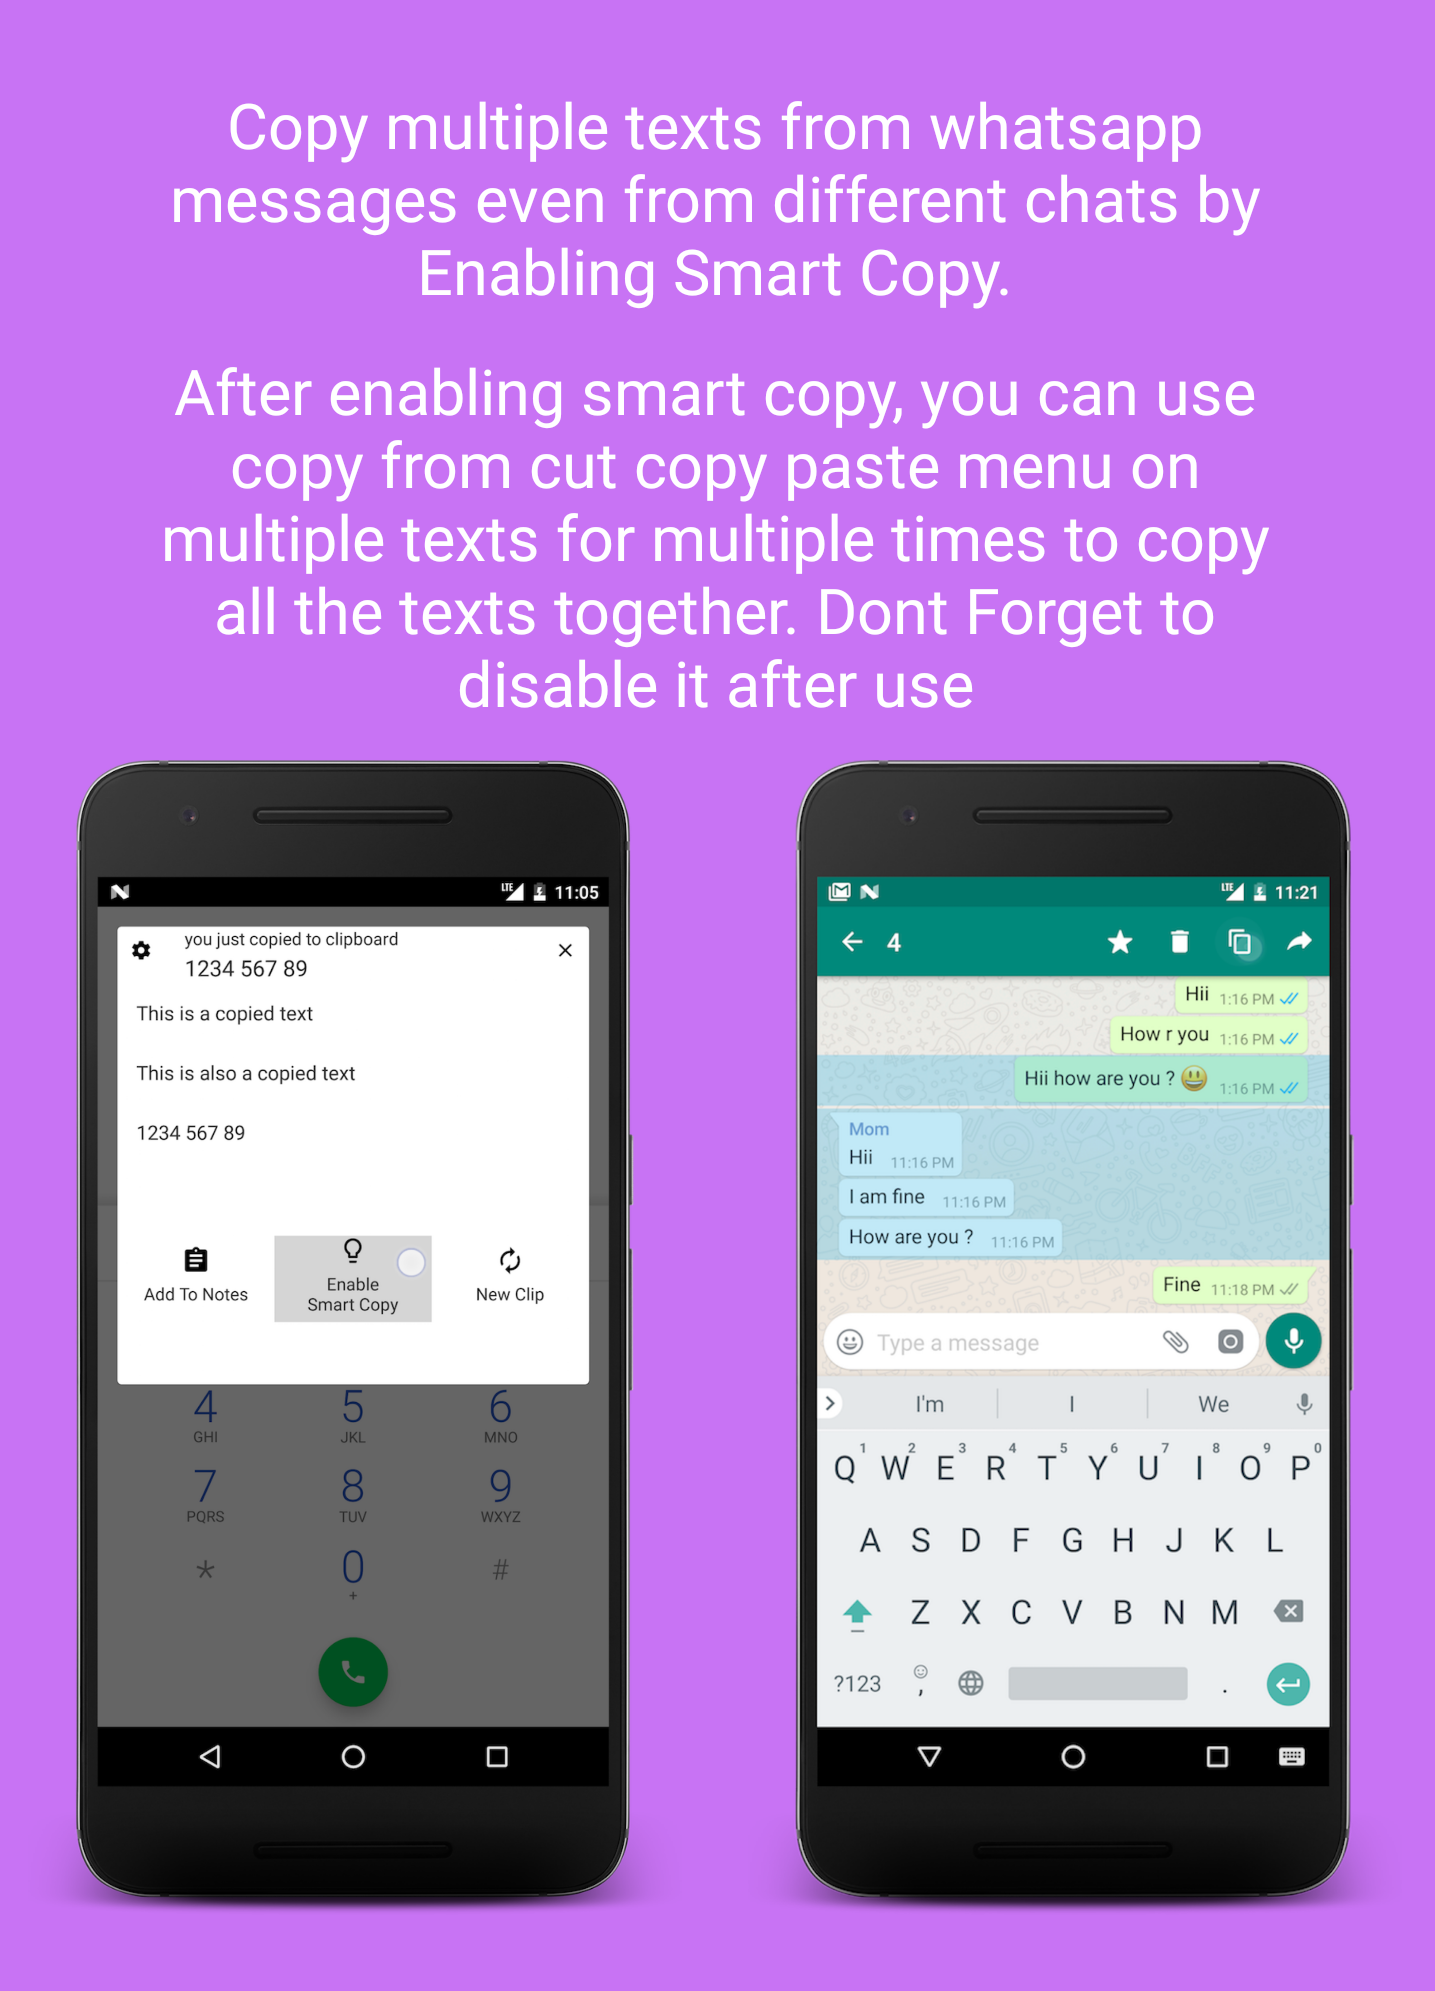 Copy multiple texts from whatsapp
messages even from different chats by
Enabling Smart Copy.
After enabling smart copy, you can use
copy from cut copy paste menu on
multiple texts for multiple times to copy
all the texts together. Dont Forget to
disable it after use
LTE 11:05
you just copied to clipboard
1234 567 89
This is a copied text
This is also a copied text
1234 567 89
Add To Notes
Enable
Smart Copy
New Clip
4 5 6
GHI JKL MNO
7 8 9
PQRS TUV WXYZ
* 0 #
+
LTE 11:21
4
Hii 1:16 PM
How r you 1:16 PM
Hii how are you ? 😃 1:16 PM
Mom
Hii 11:16 PM
I am fine 11:16 PM
How are you ? 11:16 PM
Fine 11:18 PM
Type a message
I'm I We
1 2 3 4 5 6 7 8 9 0
Q W E R T Y U I O P
A S D F G H J K L
Z X C V B N M
?123 , .